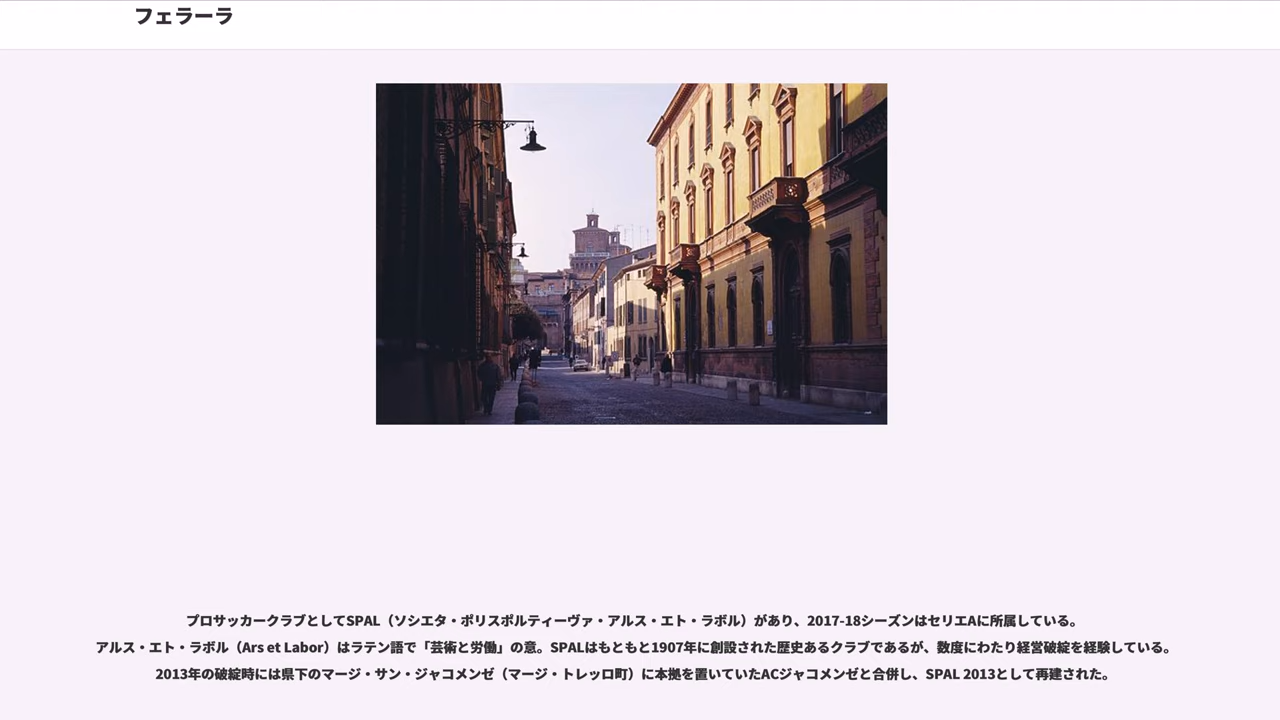 フェラーラ
プロサッカークラブとしてSPAL（ソシエタ・ポリスポルティーヴァ・アルス・エト・ラボル）があり、2017-18シーズンはセリエAに所属している。
アルス・エト・ラボル（Ars et Labor）はラテン語で「芸術と労働」の意。SPALはもともと1907年に創設された歴史あるクラブであるが、数度にわたり経営破綻を経験している。
2013年の破綻時には県下のマージ・サン・ジャコメンゼ（マージ・トレッロ町）に本拠を置いていたACジャコメンゼと合併し、SPAL 2013として再建された。